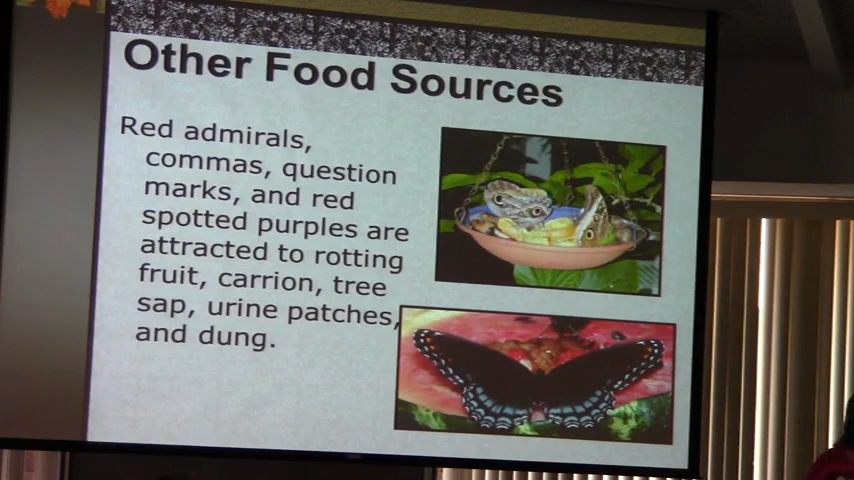 Other Food Sources
Red admirals,
commas, question
marks, and red
spotted purples are
attracted to rotting
fruit, carrion, tree
sap, urine patches,
and dung.